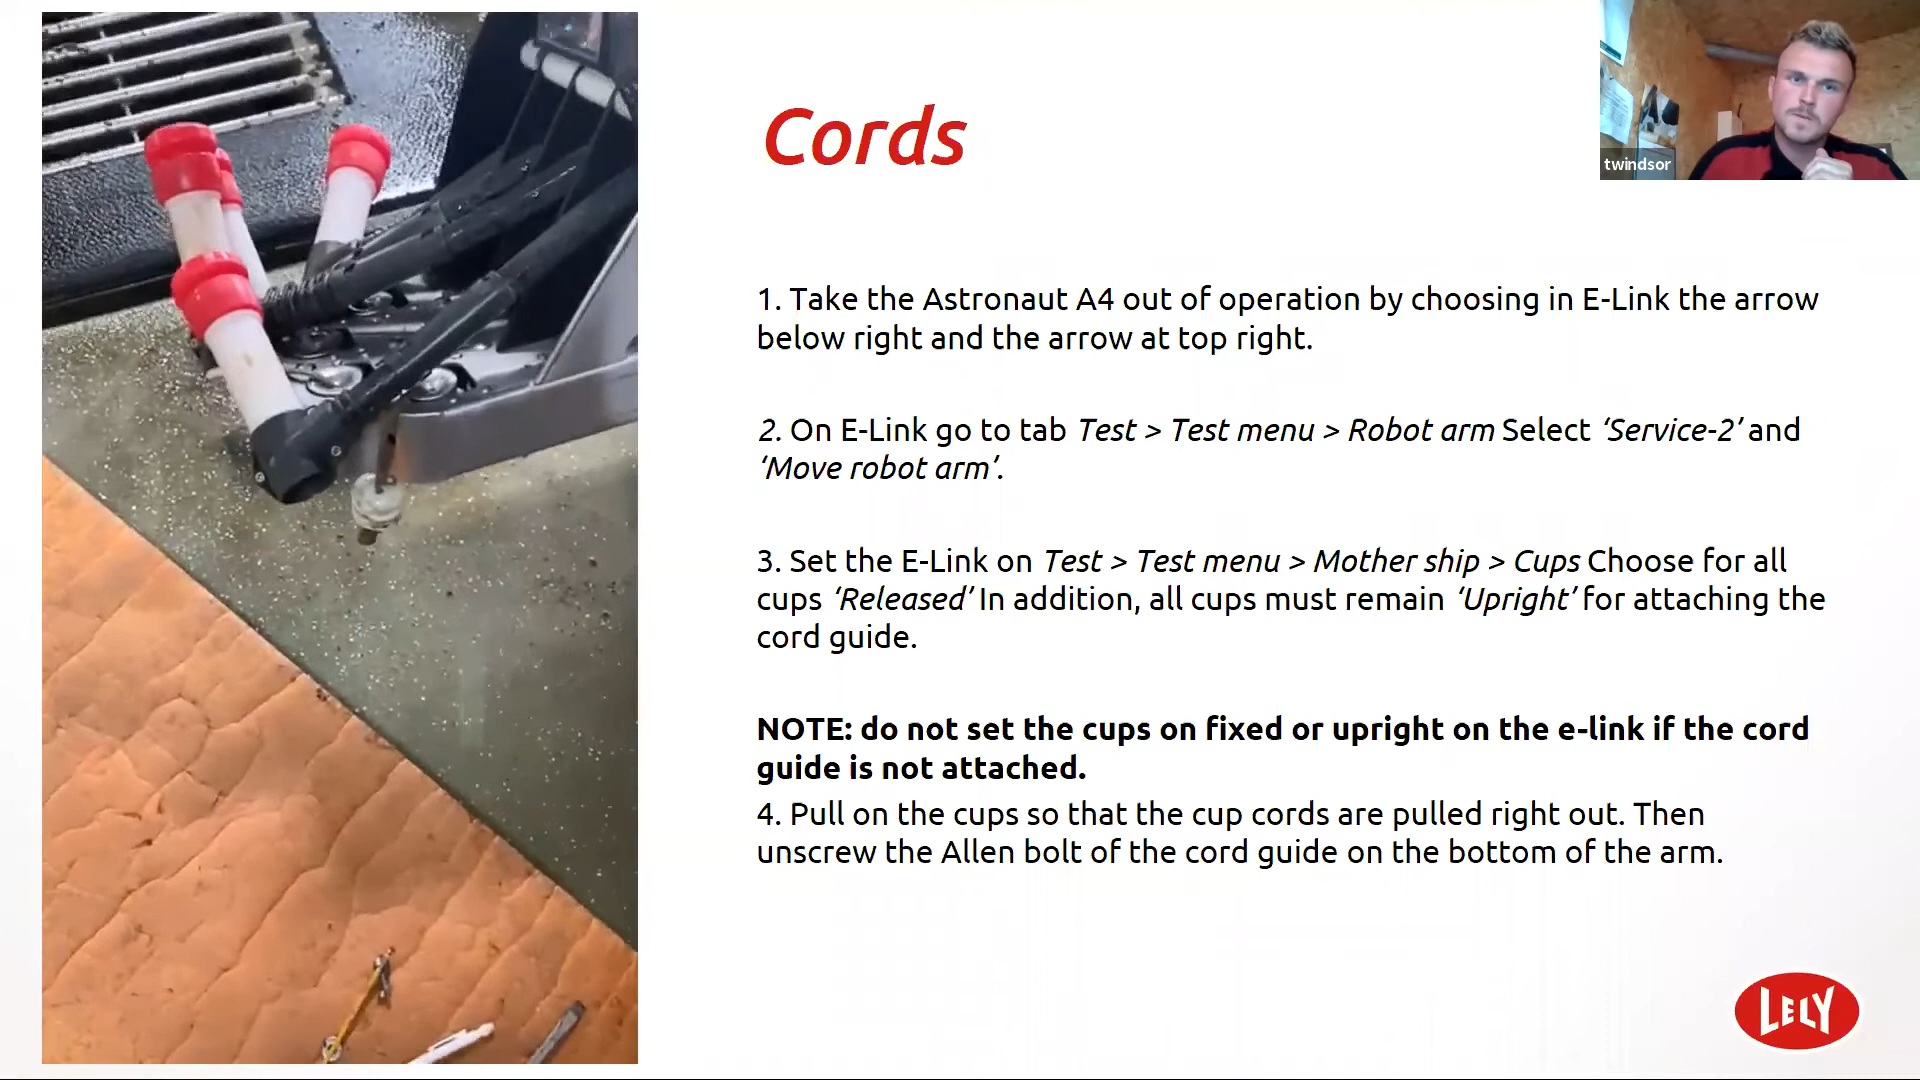 Cords
twindsor
1. Take the Astronaut A4 out of operation by choosing in E-Link the arrow
below right and the arrow at top right.
2. On E-Link go to tab Test > Test menu > Robot arm Select ‘Service-2’ and
‘Move robot arm’.
3. Set the E-Link on Test > Test menu > Mother ship > Cups Choose for all
cups ‘Released’ In addition, all cups must remain ‘Upright’ for attaching the
cord guide.
NOTE: do not set the cups on fixed or upright on the e-link if the cord
guide is not attached.
4. Pull on the cups so that the cup cords are pulled right out. Then
unscrew the Allen bolt of the cord guide on the bottom of the arm.
LELY